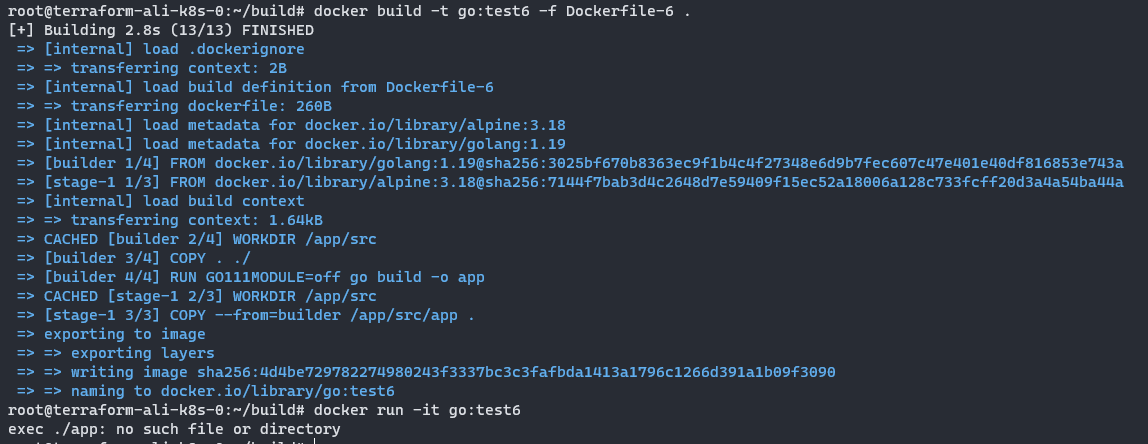 root@terraform-ali-k8s-0:~/build# docker build -t go:test6 -f Dockerfile-6 .
[+] Building 2.8s (13/13) FINISHED
=> [internal] load .dockerignore
=> => transferring context: 2B
=> [internal] load build definition from Dockerfile-6
=> => transferring dockerfile: 260B
=> [internal] load metadata for docker.io/library/alpine:3.18
=> [internal] load metadata for docker.io/library/golang:1.19
=> [builder 1/4] FROM docker.io/library/golang:1.19@sha256:3025bf670b8363ec9f1b4c4f27348e6d9b7fec607c47e401e40df816853e743a
=> [stage-1 1/3] FROM docker.io/library/alpine:3.18@sha256:7144f7bab3d4c2648d7e59409f15ec52a18006a128c733fcff20d3a4a54ba44a
=> [internal] load build context
=> => transferring context: 1.64kB
=> CACHED [builder 2/4] WORKDIR /app/src
=> [builder 3/4] COPY . ./
=> [builder 4/4] RUN GO111MODULE=off go build -o app
=> CACHED [stage-1 2/3] WORKDIR /app/src
=> [stage-1 3/3] COPY --from=builder /app/src/app .
=> exporting to image
=> => exporting layers
=> => writing image sha256:4d4be729782274980243f3337bc3c3fafbda1413a1796c1266d391a1b09f3090
=> => naming to docker.io/library/go:test6
root@terraform-ali-k8s-0:~/build# docker run -it go:test6
exec ./app: no such file or directory
root@terraform-ali-k8s-0:~/build#